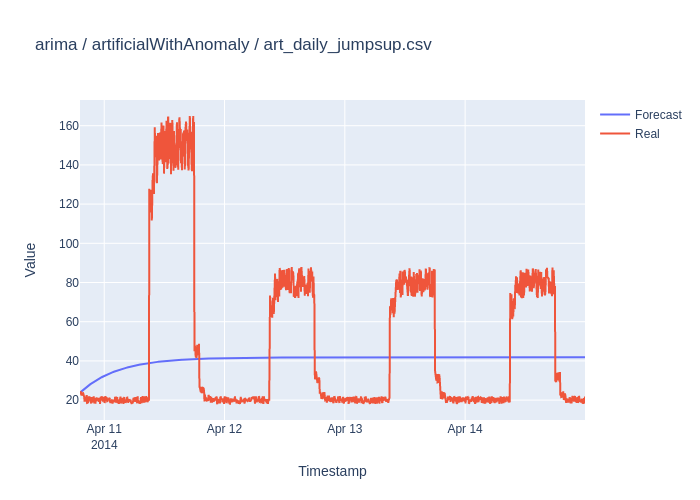 arima / artificialWithAnomaly / art_daily_jumpsup.csv
Forecast
Real
Value
160
140
120
100
80
60
40
20
Apr 11
2014
Apr 12
Apr 13
Apr 14
Timestamp